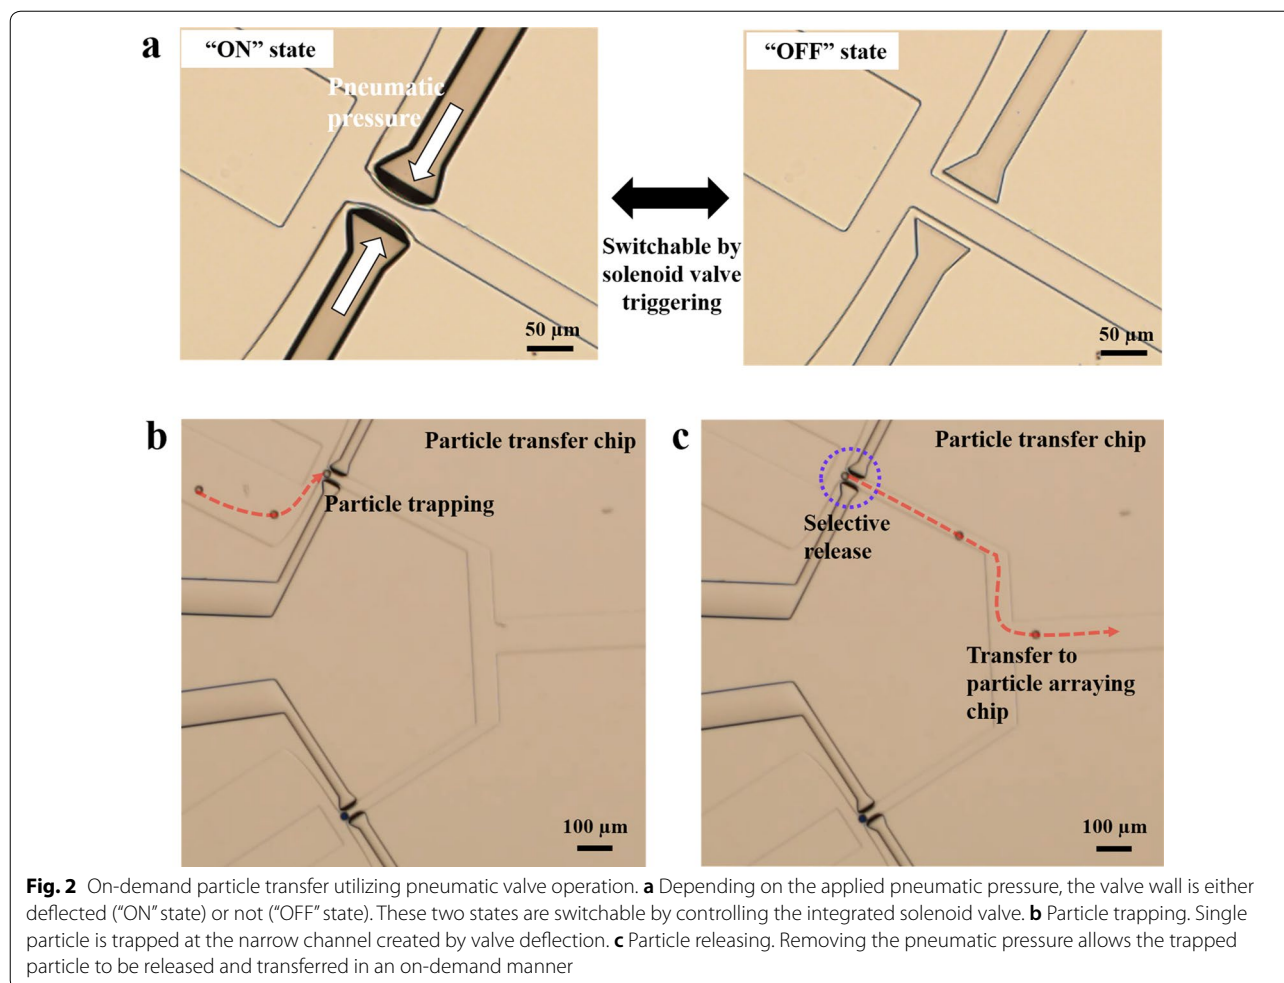 a
“ON” state
Pneumatic
pressure
50 µm
Switchable by
solenoid valve
triggering
“OFF” state
50 µm
b
Particle transfer chip
Particle trapping
100 µm
c
Particle transfer chip
Selective
release
Transfer to
particle arraying
chip
100 µm
Fig. 2 On-demand particle transfer utilizing pneumatic valve operation. a Depending on the applied pneumatic pressure, the valve wall is either
deflected (“ON” state) or not (“OFF” state). These two states are switchable by controlling the integrated solenoid valve. b Particle trapping. Single
particle is trapped at the narrow channel created by valve deflection. c Particle releasing. Removing the pneumatic pressure allows the trapped
particle to be released and transferred in an on-demand manner